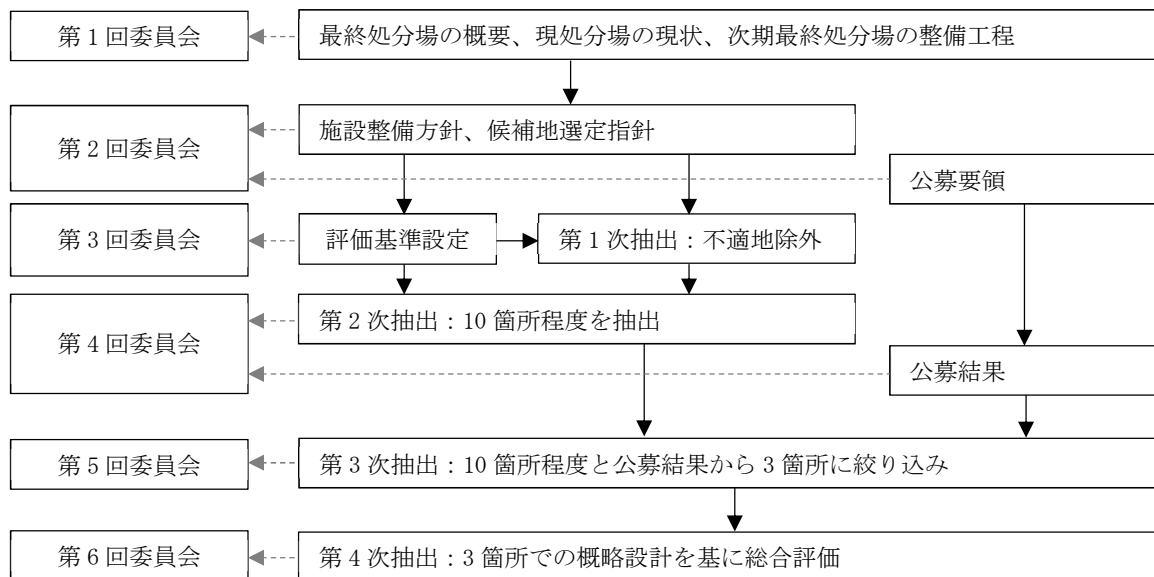 第１回委員会
最終処分場の概要、現処分場の現状、次期最終処分場の整備工程
第２回委員会
施設整備方針、候補地選定指針
公募要領
第３回委員会
評価基準設定
第１次抽出：不適地除外
第４回委員会
第２次抽出：10 箇所程度を抽出
公募結果
第５回委員会
第３次抽出：10 箇所程度と公募結果から 3 箇所に絞り込み
第６回委員会
第４次抽出：3 箇所での概略設計を基に総合評価